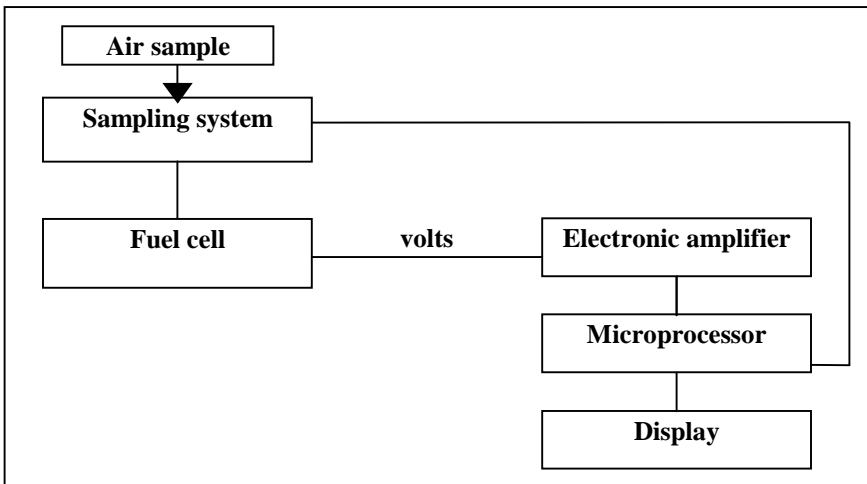 Air sample
Sampling system
Fuel cell
volts
Electronic amplifier
Microprocessor
Display